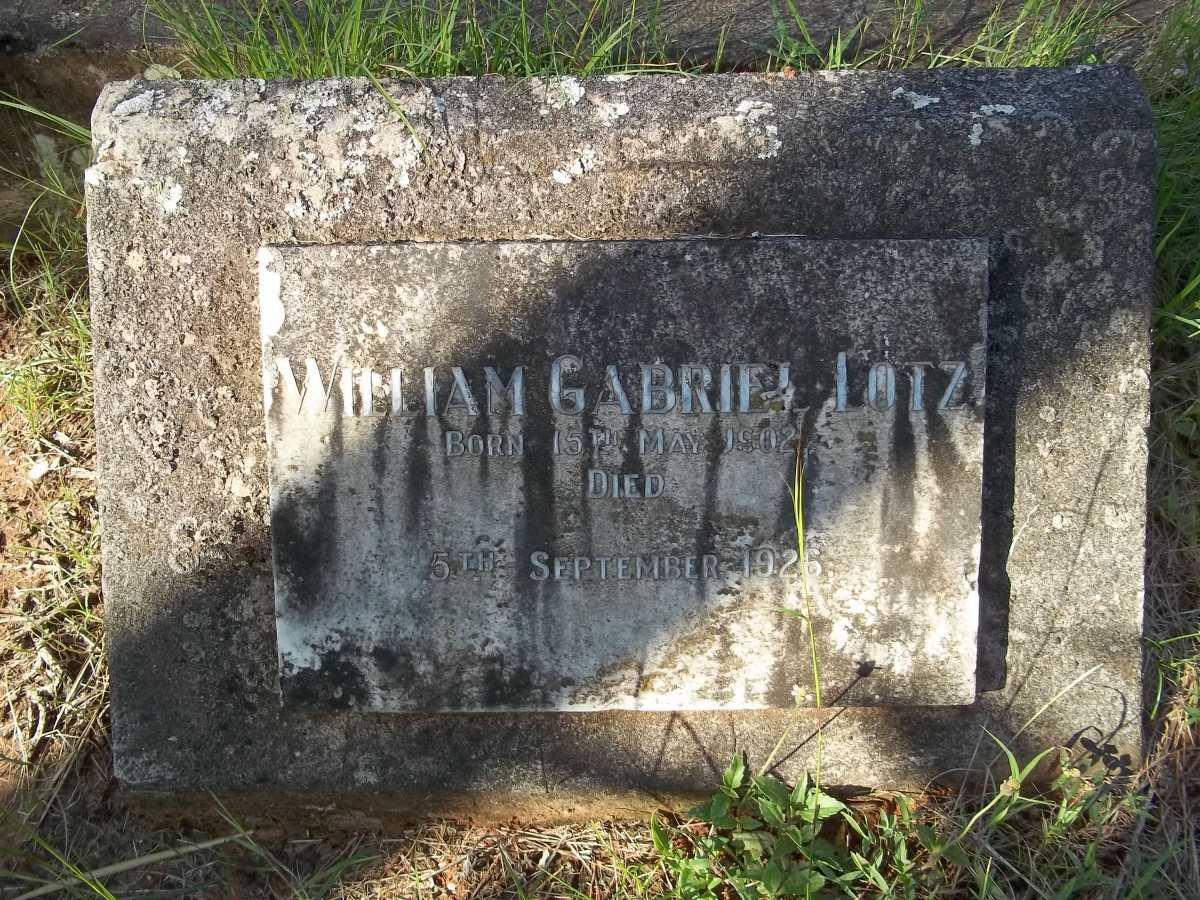 WILLIAM GABRIEL LOTZ
BORN 15TH MAY 1902.
DIED
5TH SEPTEMBER 1926.